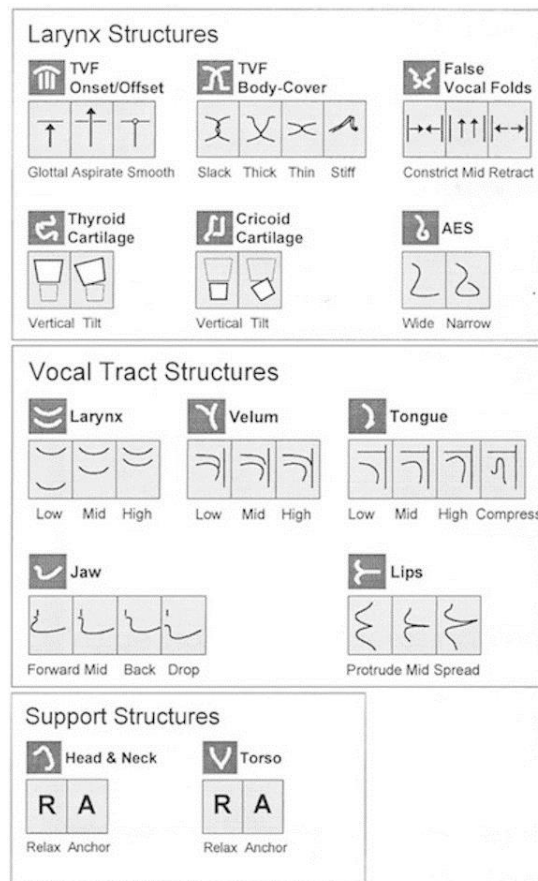 Larynx Structures
TVF
Onset/Offset
TVF
Body-Cover
False
Vocal Folds
Glottal Aspirate Smooth
Slack Thick Thin Stiff
Constrict Mid Retract
Thyroid
Cartilage
Cricoid
Cartilage
AES
Vertical Tilt
Vertical Tilt
Wide Narrow
Vocal Tract Structures
Larynx
Velum
Tongue
Low Mid High
Low Mid High
Low Mid High Compress
Jaw
Lips
Forward Mid Back Drop
Protrude Mid Spread
Support Structures
Head & Neck
Torso
R A
R A
Relax Anchor
Relax Anchor